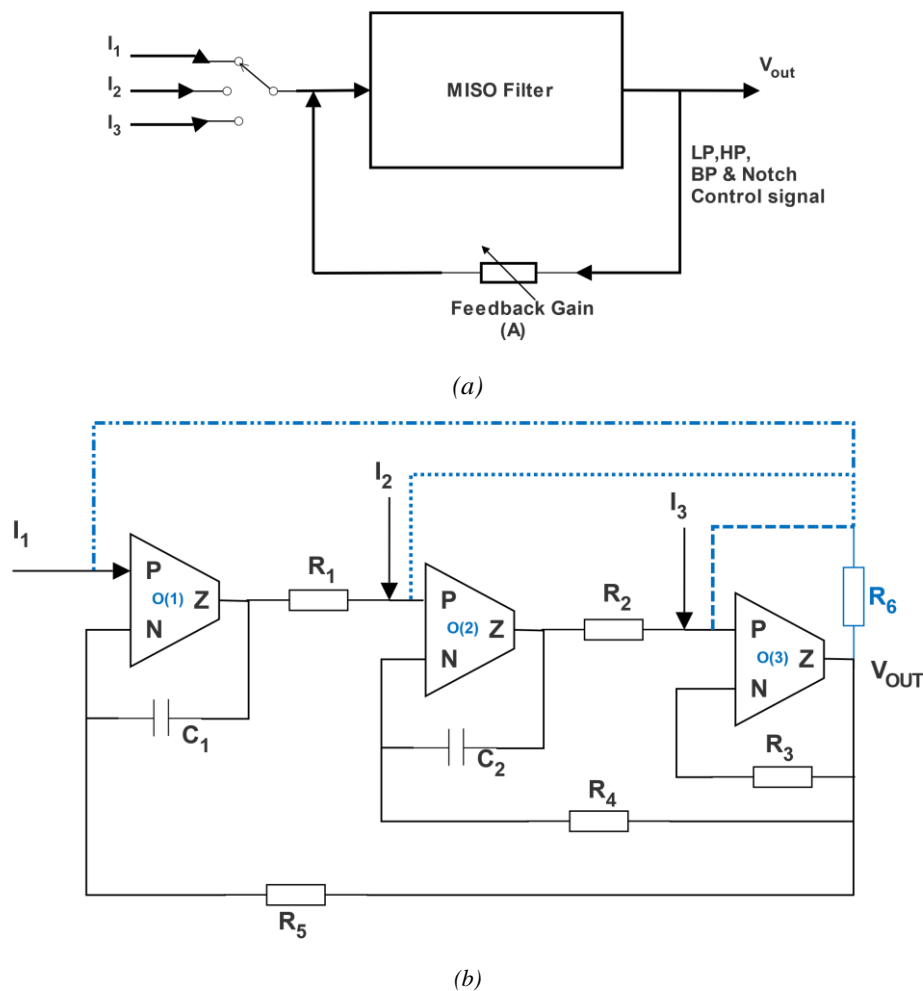 I1
I2
I3
MISO Filter
Vout
LP,HP,
BP & Notch
Control signal
Feedback Gain
(A)
(a)
I1
I2
I3
P
O(1)
Z
N
R1
P
O(2)
Z
N
R2
P
O(3)
Z
N
R6
VOUT
C1
C2
R3
R4
R5
(b)